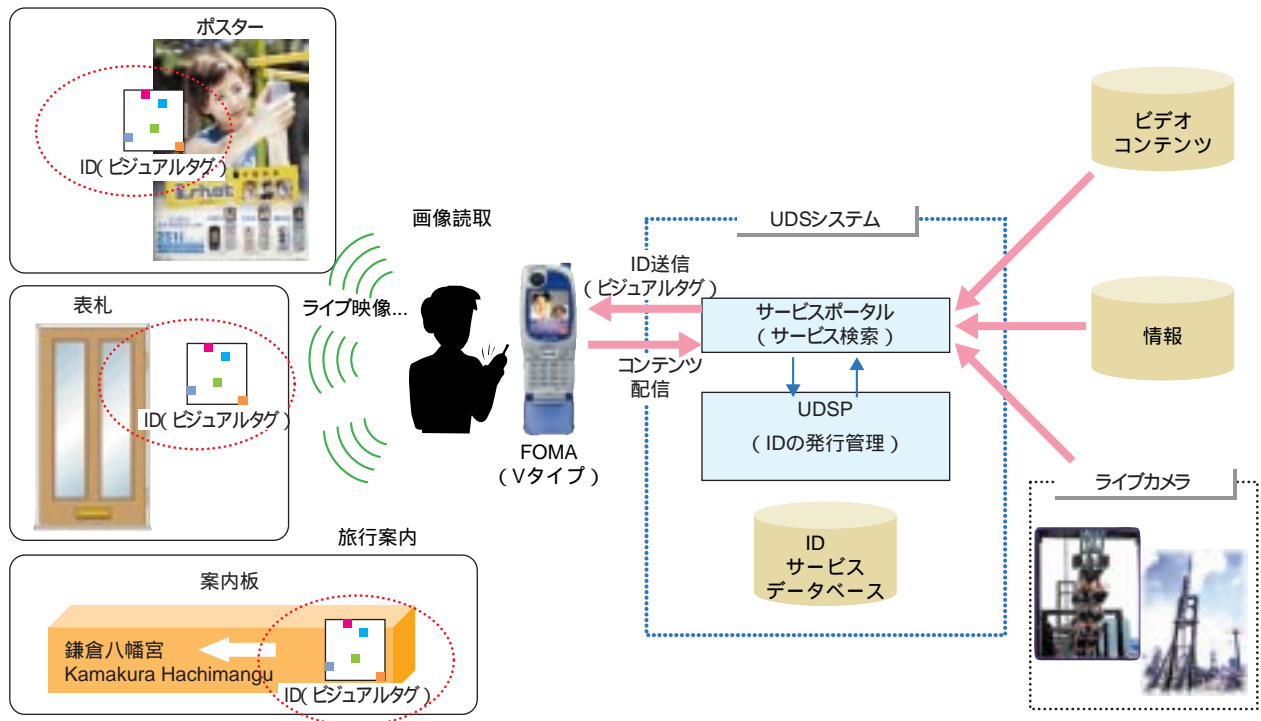 ポスター
ID(ビジュアルタグ)
251i
表札
ID(ビジュアルタグ)
旅行案内
案内板
鎌倉八幡宮
Kamakura Hachimangu
ID(ビジュアルタグ)
画像読取
ライブ映像...
FOMA
(Vタイプ)
ID送信
(ビジュアルタグ)
コンテンツ
配信
UDSシステム
サービスポータル
(サービス検索)
UDSP
(IDの発行管理)
ID
サービス
データベース
ビデオ
コンテンツ
情報
ライブカメラ